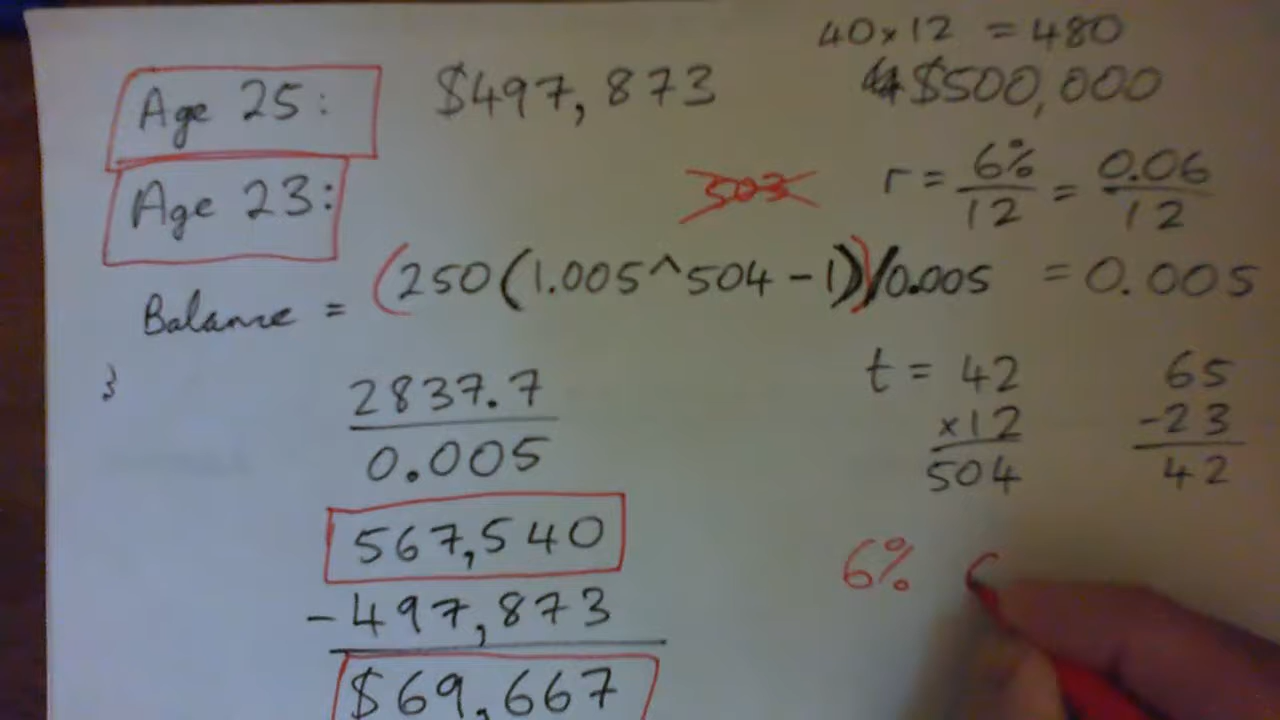 40×12 = 480
Age 25: $497,873 $500,000
Age 23: 503 r = 6%/12 = 0.06/12
Balance = (250(1.005^504-1))/0.005 = 0.005
2837.7 t = 42 65
0.005 ×12 -23
504 42
567,540 6%
-497,873
$69,667